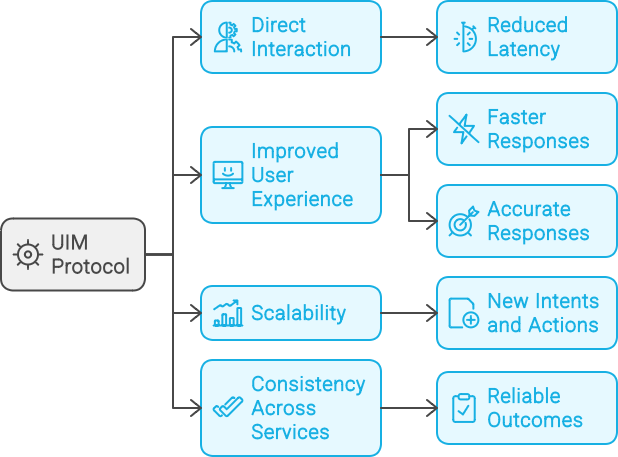 UIM
Protocol
Direct
Interaction
Reduced
Latency
Improved
User
Experience
Faster
Responses
Accurate
Responses
Scalability
New Intents
and Actions
Consistency
Across
Services
Reliable
Outcomes